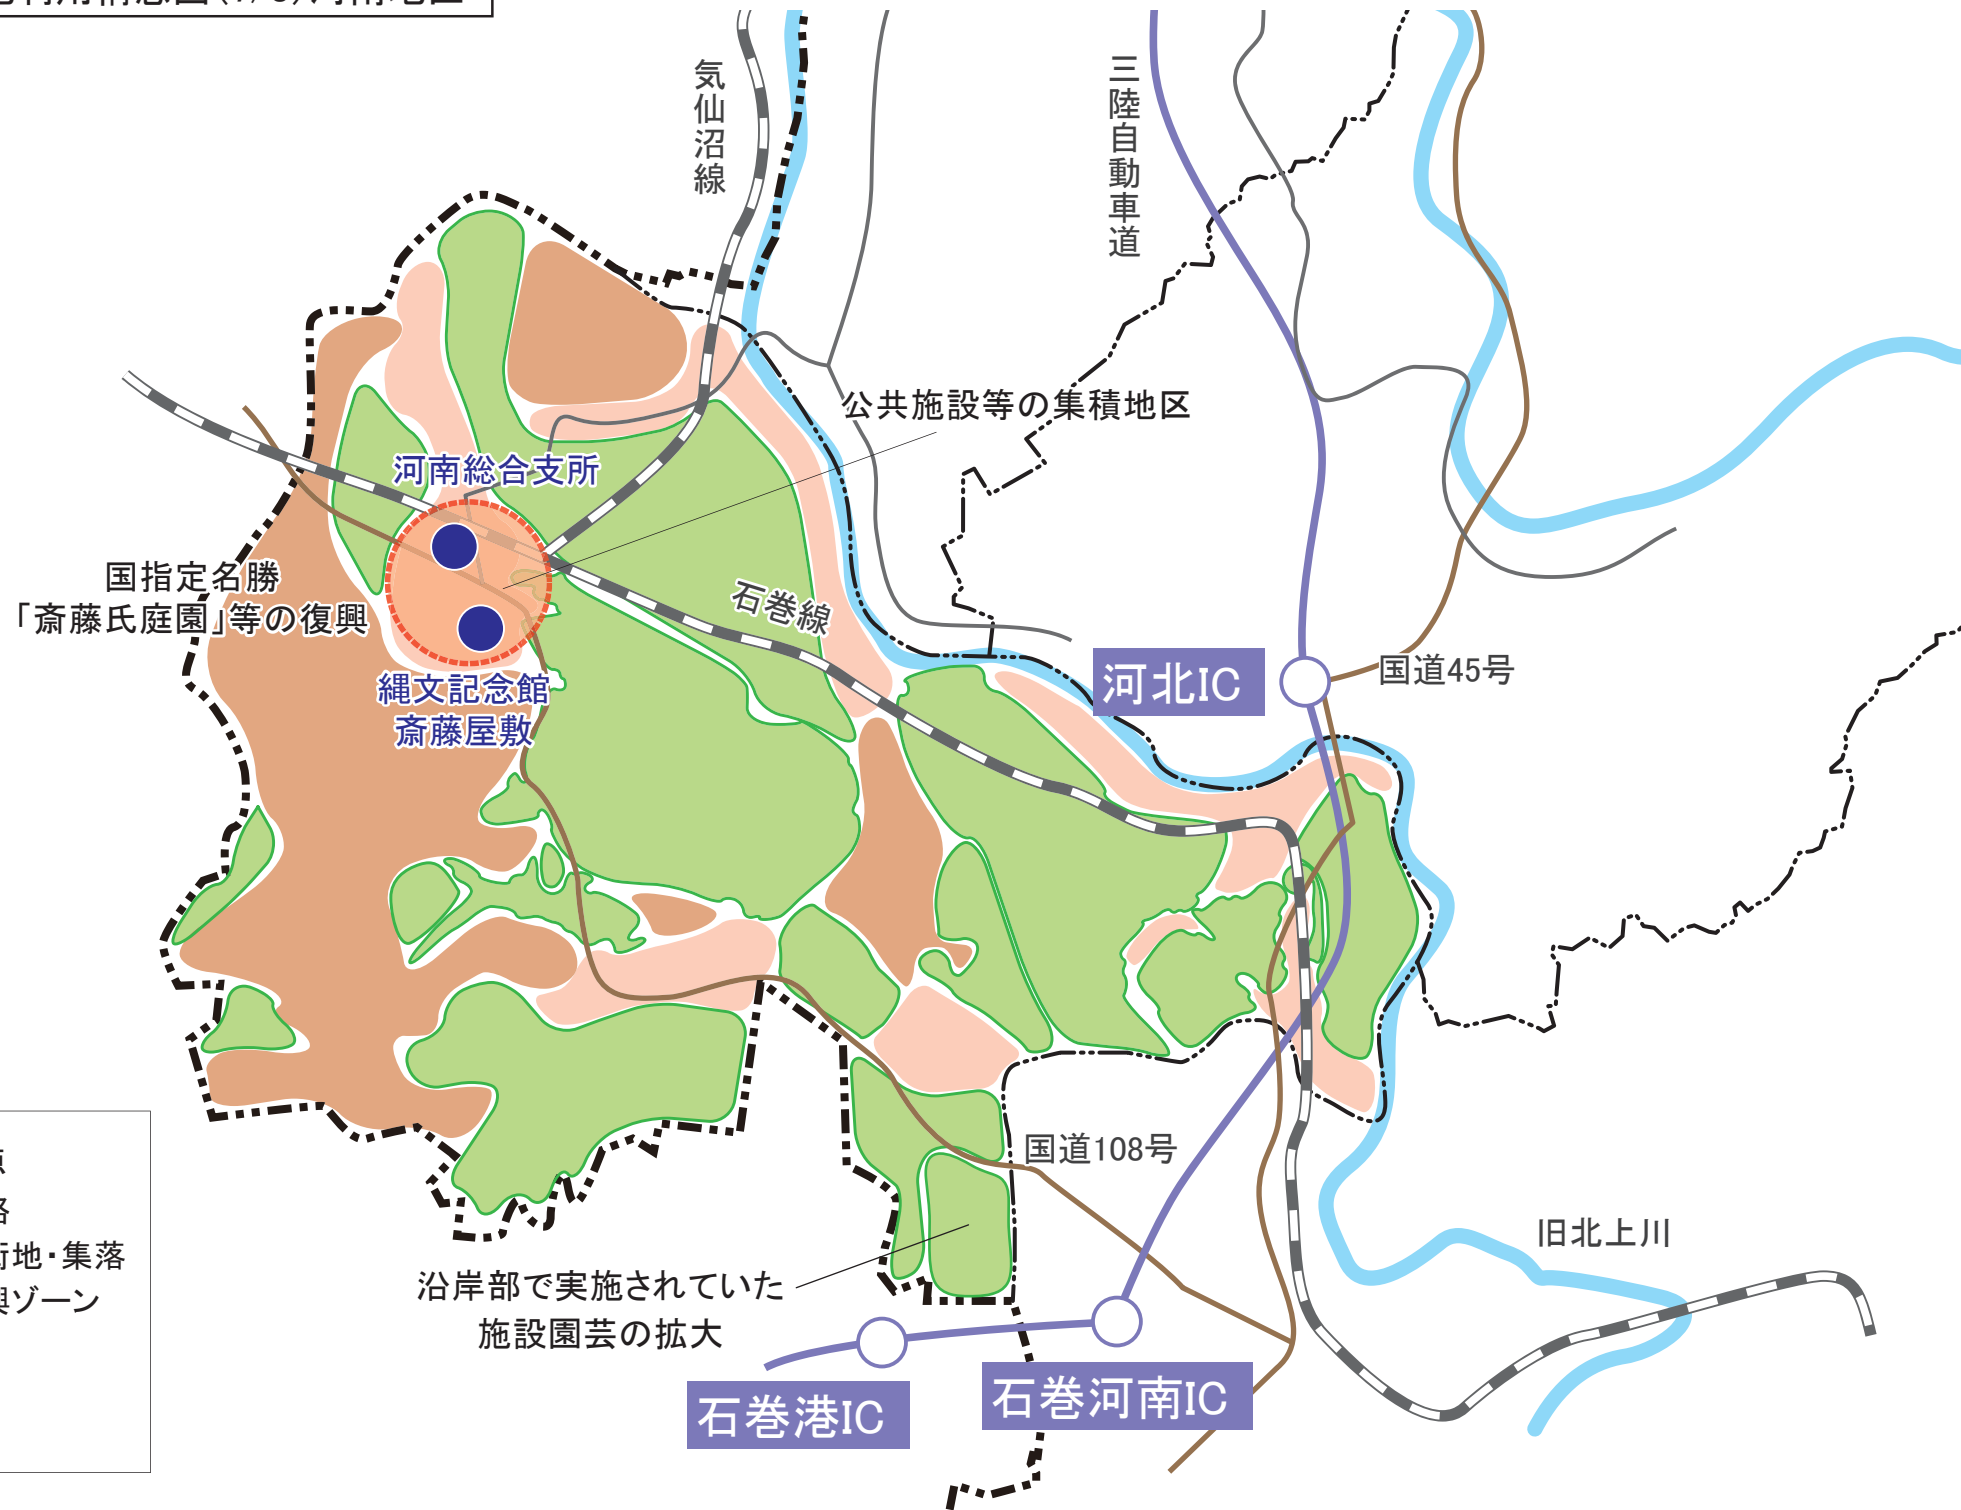 気仙沼線
三陸自動車道
公共施設等の集積地区
河南総合支所
国指定名勝
「斎藤氏庭園」等の復興
石巻線
縄文記念館
斎藤屋敷
河北IC
国道45号
国道108号
旧北上川
沿岸部で実施されていた
施設園芸の拡大
石巻港IC
石巻河南IC
街地・集落
興ゾーン